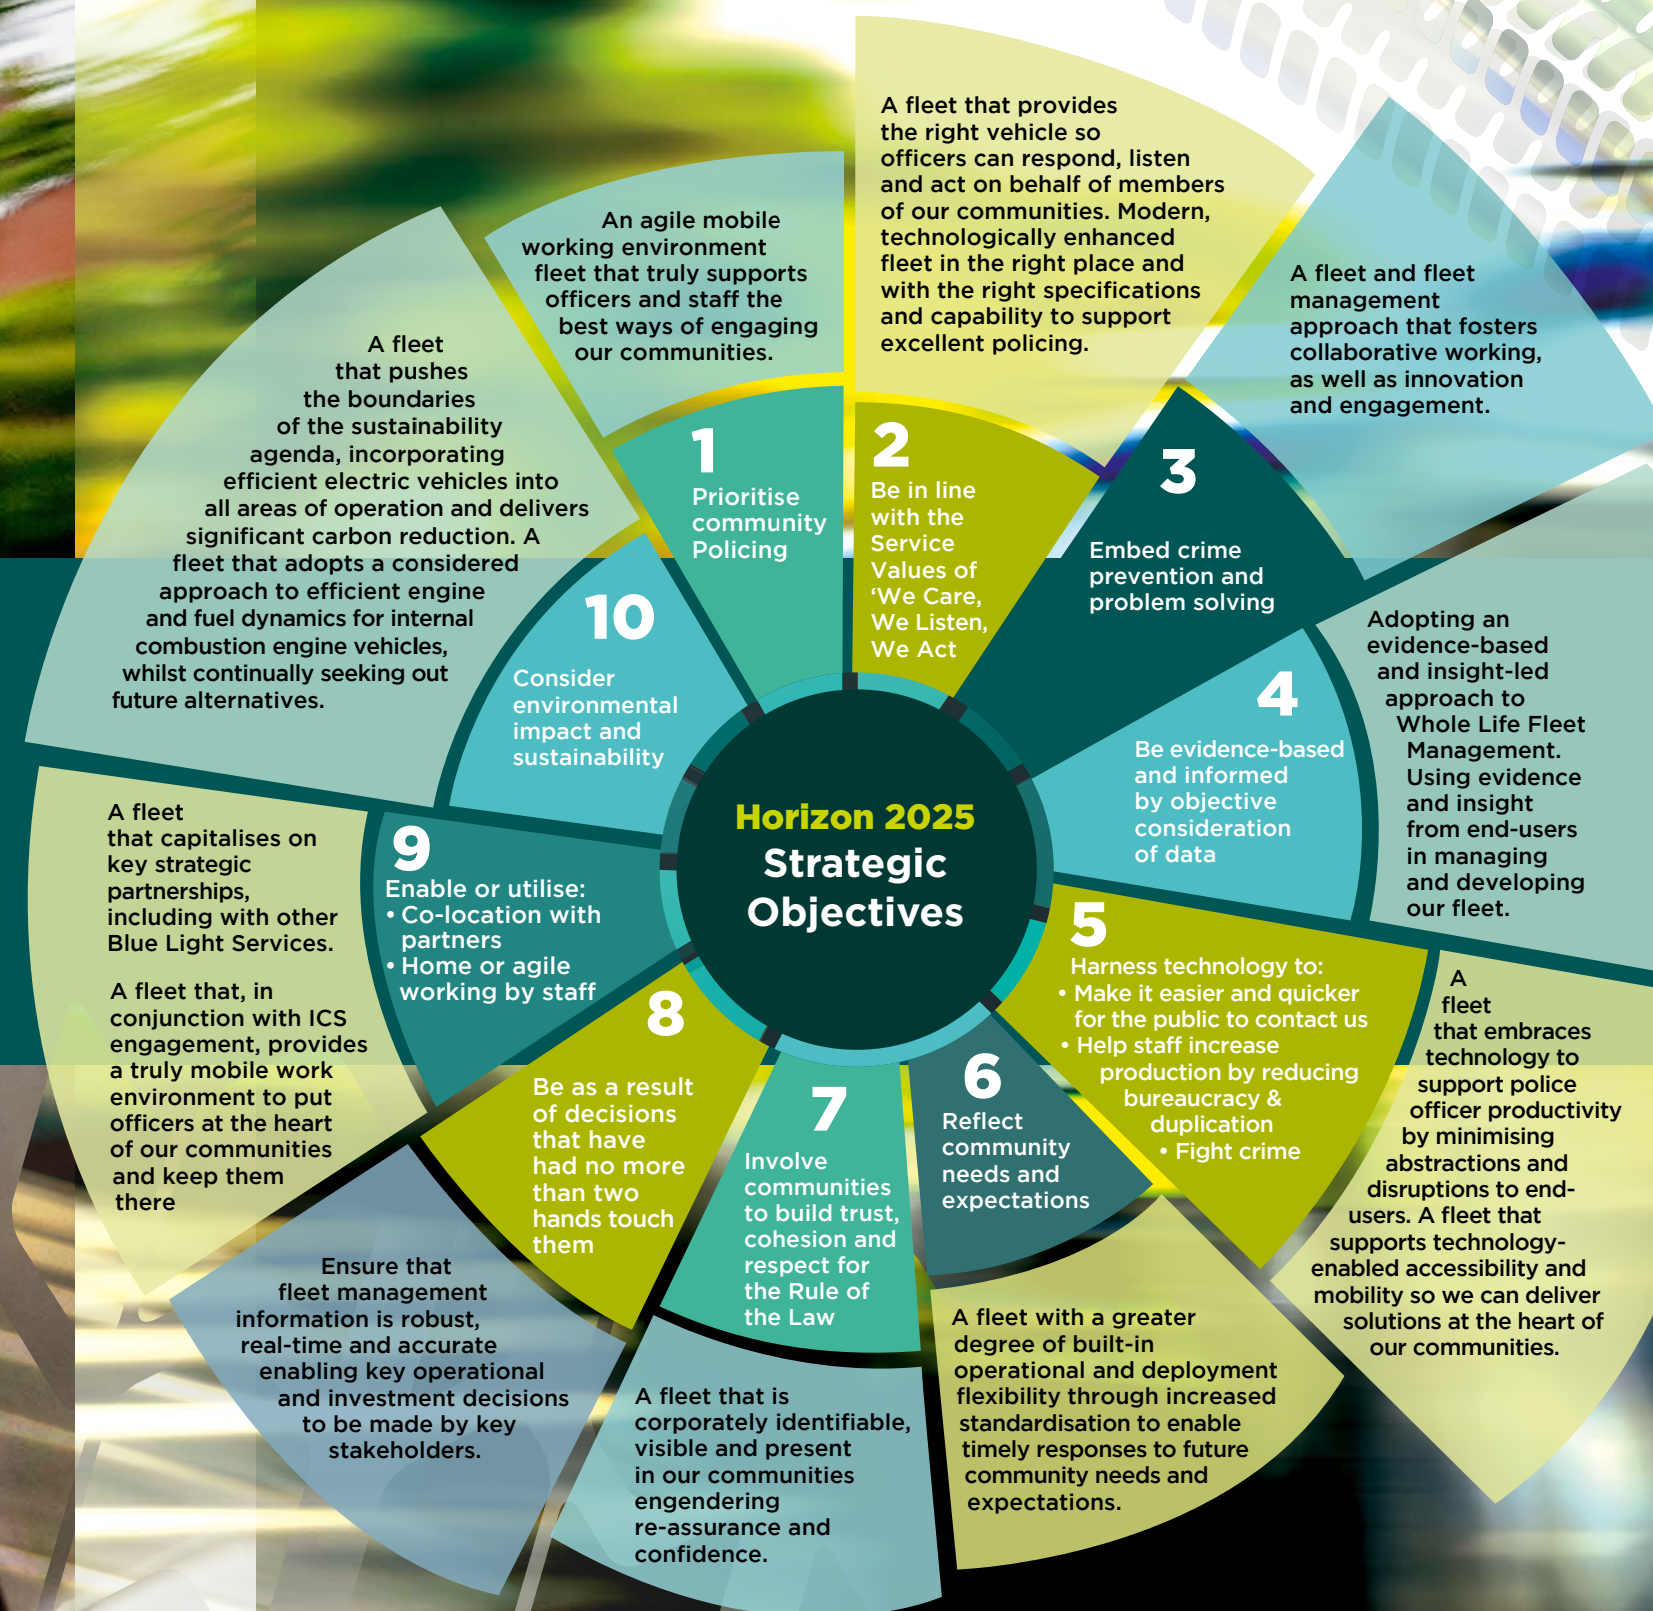 Horizon 2025
Strategic
Objectives
1
Prioritise
community
Policing
An agile mobile
working environment
fleet that truly supports
officers and staff the
best ways of engaging
our communities.
2
Be in line
with the
Service
Values of
‘We Care,
We Listen,
We Act
A fleet that provides
the right vehicle so
officers can respond, listen
and act on behalf of members
of our communities. Modern,
technologically enhanced
fleet in the right place and
with the right specifications
and capability to support
excellent policing.
3
Embed crime
prevention and
problem solving
A fleet and fleet
management
approach that fosters
collaborative working,
as well as innovation
and engagement.
4
Be evidence-based
and informed
by objective
consideration
of data
Adopting an
evidence-based
and insight-led
approach to
Whole Life Fleet
Management.
Using evidence
and insight
from end-users
in managing
and developing
our fleet.
5
Harness technology to:
• Make it easier and quicker
for the public to contact us
• Help staff increase
production by reducing
bureaucracy &
duplication
• Fight crime
A
fleet
that embraces
technology to
support police
officer productivity
by minimising
abstractions and
disruptions to end-
users. A fleet that
supports technology-
enabled accessibility and
mobility so we can deliver
solutions at the heart of
our communities.
6
Reflect
community
needs and
expectations
A fleet with a greater
degree of built-in
operational and deployment
flexibility through increased
standardisation to enable
timely responses to future
community needs and
expectations.
7
Involve
communities
to build trust,
cohesion and
respect for
the Rule of
the Law
A fleet that is
corporately identifiable,
visible and present
in our communities
engendering
re-assurance and
confidence.
8
Be as a result
of decisions
that have
had no more
than two
hands touch
them
Ensure that
fleet management
information is robust,
real-time and accurate
enabling key operational
and investment decisions
to be made by key
stakeholders.
9
Enable or utilise:
• Co-location with
partners
• Home or agile
working by staff
A fleet
that capitalises on
key strategic
partnerships,
including with other
Blue Light Services.
A fleet that, in
conjunction with ICS
engagement, provides
a truly mobile work
environment to put
officers at the heart
of our communities
and keep them
there
10
Consider
environmental
impact and
sustainability
A fleet
that pushes
the boundaries
of the sustainability
agenda, incorporating
efficient electric vehicles into
all areas of operation and delivers
significant carbon reduction. A
fleet that adopts a considered
approach to efficient engine
and fuel dynamics for internal
combustion engine vehicles,
whilst continually seeking out
future alternatives.